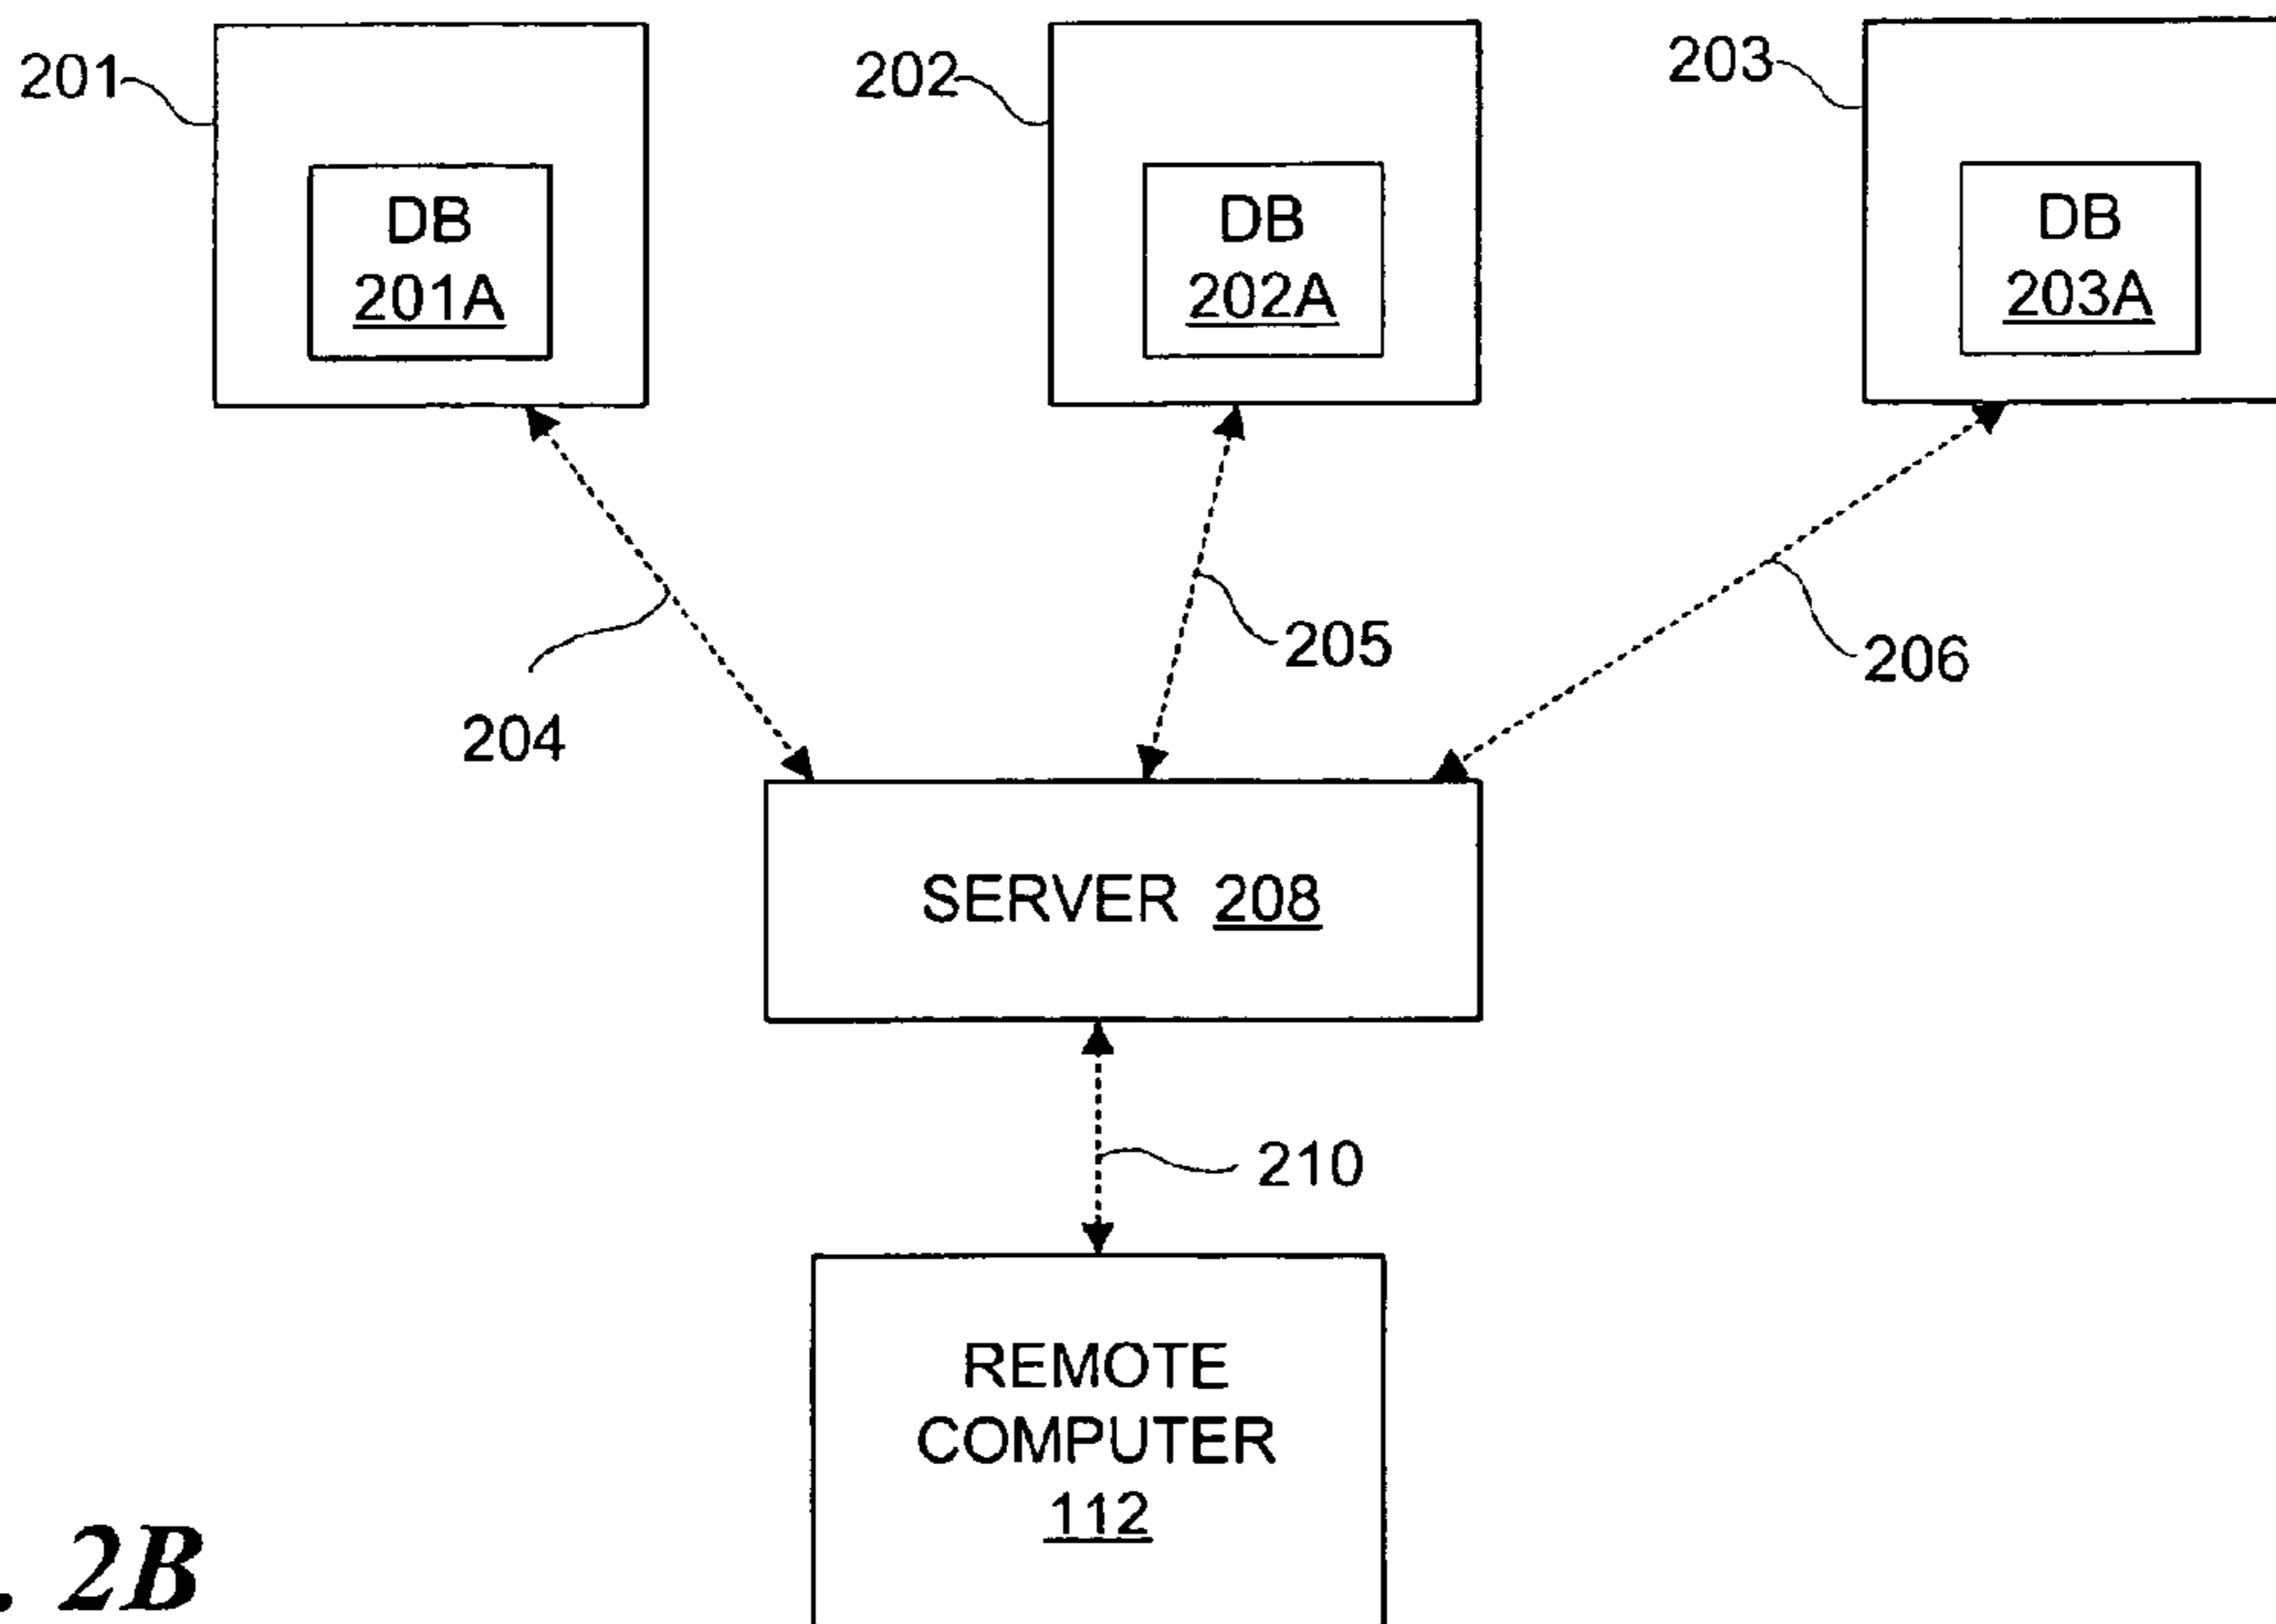 201
202
203
DB
201A
DB
202A
DB
203A
204
205
206
SERVER 208
210
REMOTE
COMPUTER
112
. 2B